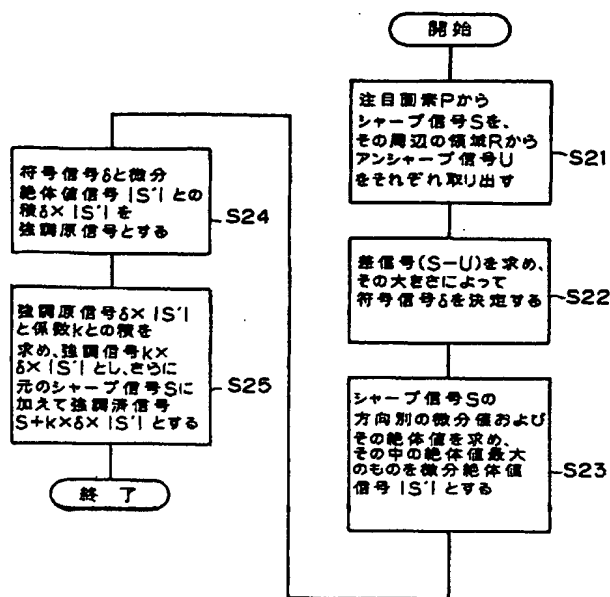 開始
注目画素Pから
シャープ信号Sを、
その周辺の領域Rから
アンシャープ信号U
をそれぞれ取り出す
S21
差信号(S-U)を求め、
その大きさによって
符号信号δを決定する
S22
シャープ信号Sの
方向別の微分値および
その絶対値を求め、
その中の絶対値最大
のものを微分絶対値
信号|S'|とする
S23
符号信号δと微分
絶対値信号|S'|との
積δ×|S'|を
強調原信号とする
S24
強調原信号δ×|S'|
と係数kとの積を
求め、強調信号k×
δ×|S'|とし、さらに
元のシャープ信号Sに
加えて強調済信号
S+k×δ×|S'|とする
S25
終了